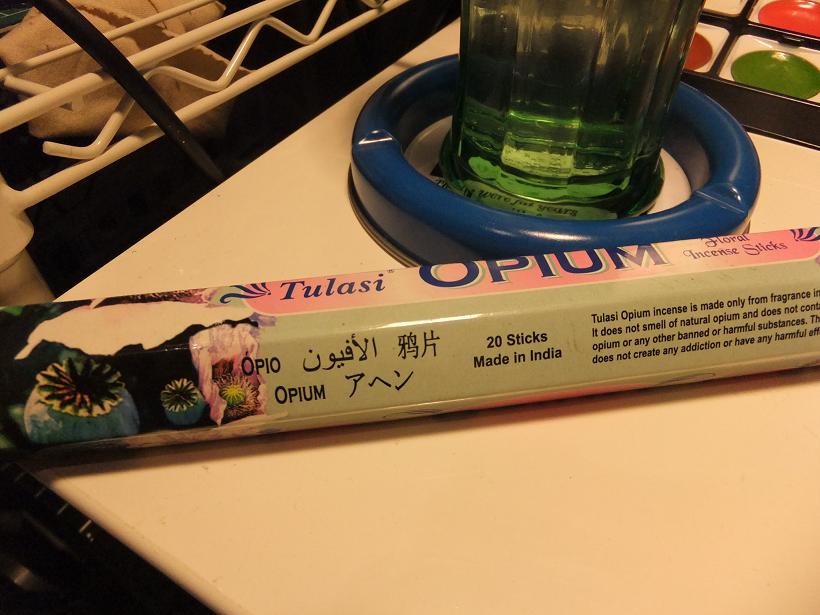 Tulasi®
OPIUM
Floral
Incense Sticks
OPIO الأفيون 鸦片
OPIUM アヘン
20 Sticks
Made in India
Tulasi Opium incense is made only from fragrance in
It does not smell of natural opium and does not cont
opium or any other banned or harmful substances. Th
does not create any addiction or have any harmful eff